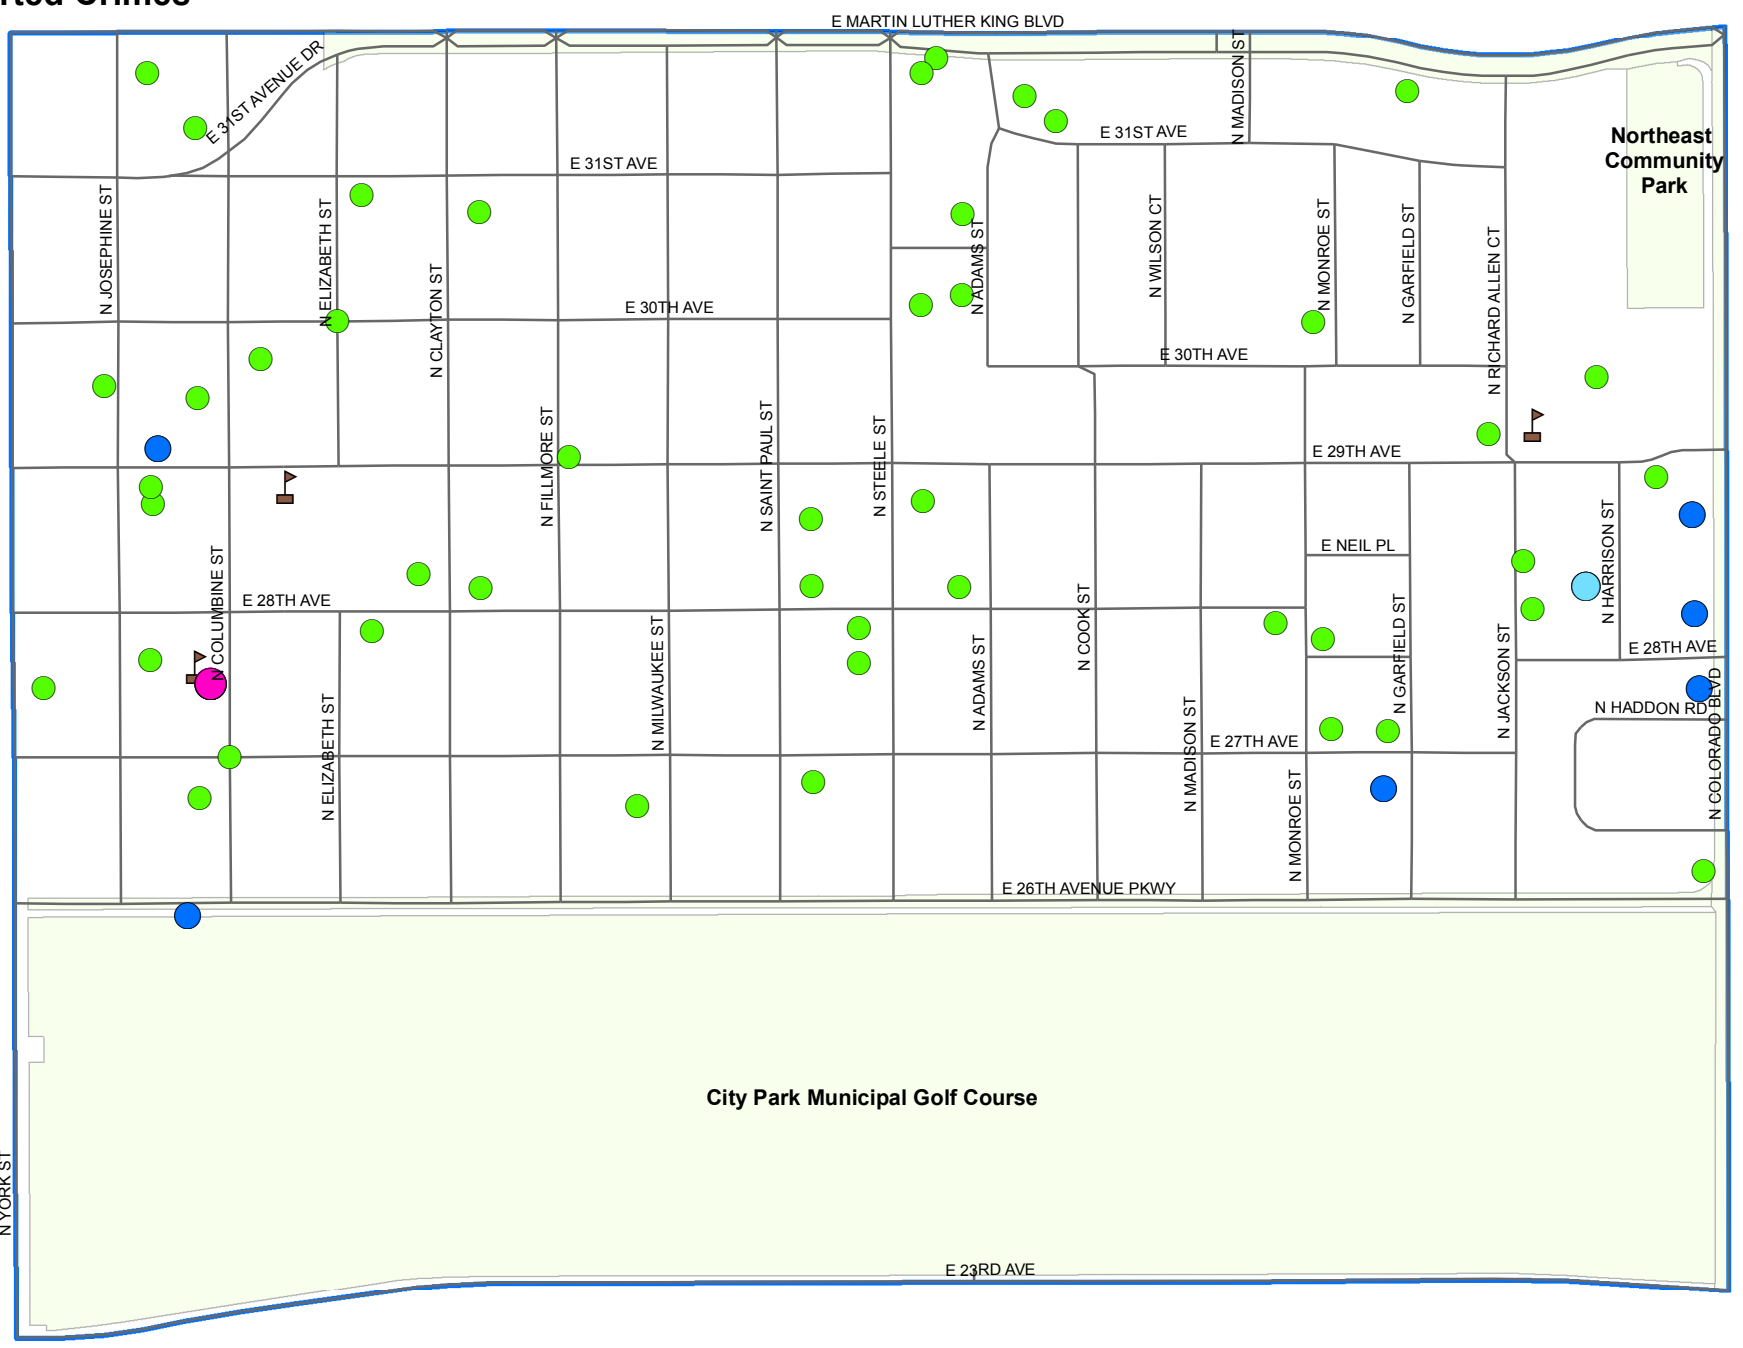 rted Crimes
E MARTIN LUTHER KING BLVD
E 31ST AVENUE DR
N MADISON ST
E 31ST AVE
E 31ST AVE
Northeast
Community
Park
N JOSEPHINE ST
N ELIZABETH ST
N CLAYTON ST
N ADAMS ST
N WILSON CT
N MONROE ST
N GARFIELD ST
N RICHARD ALLEN CT
E 30TH AVE
E 30TH AVE
N FILLMORE ST
N SAINT PAUL ST
N STEELE ST
E 29TH AVE
N COLUMBINE ST
E NEIL PL
N HARRISON ST
E 28TH AVE
N COOK ST
N GARFIELD ST
N MILWAUKEE ST
N ADAMS ST
N JACKSON ST
E 28TH AVE
N ELIZABETH ST
N MADISON ST
E 27TH AVE
N HADDON RD
N COLORADO BLVD
N MONROE ST
E 26TH AVENUE PKWY
City Park Municipal Golf Course
N YORK ST
E 23RD AVE